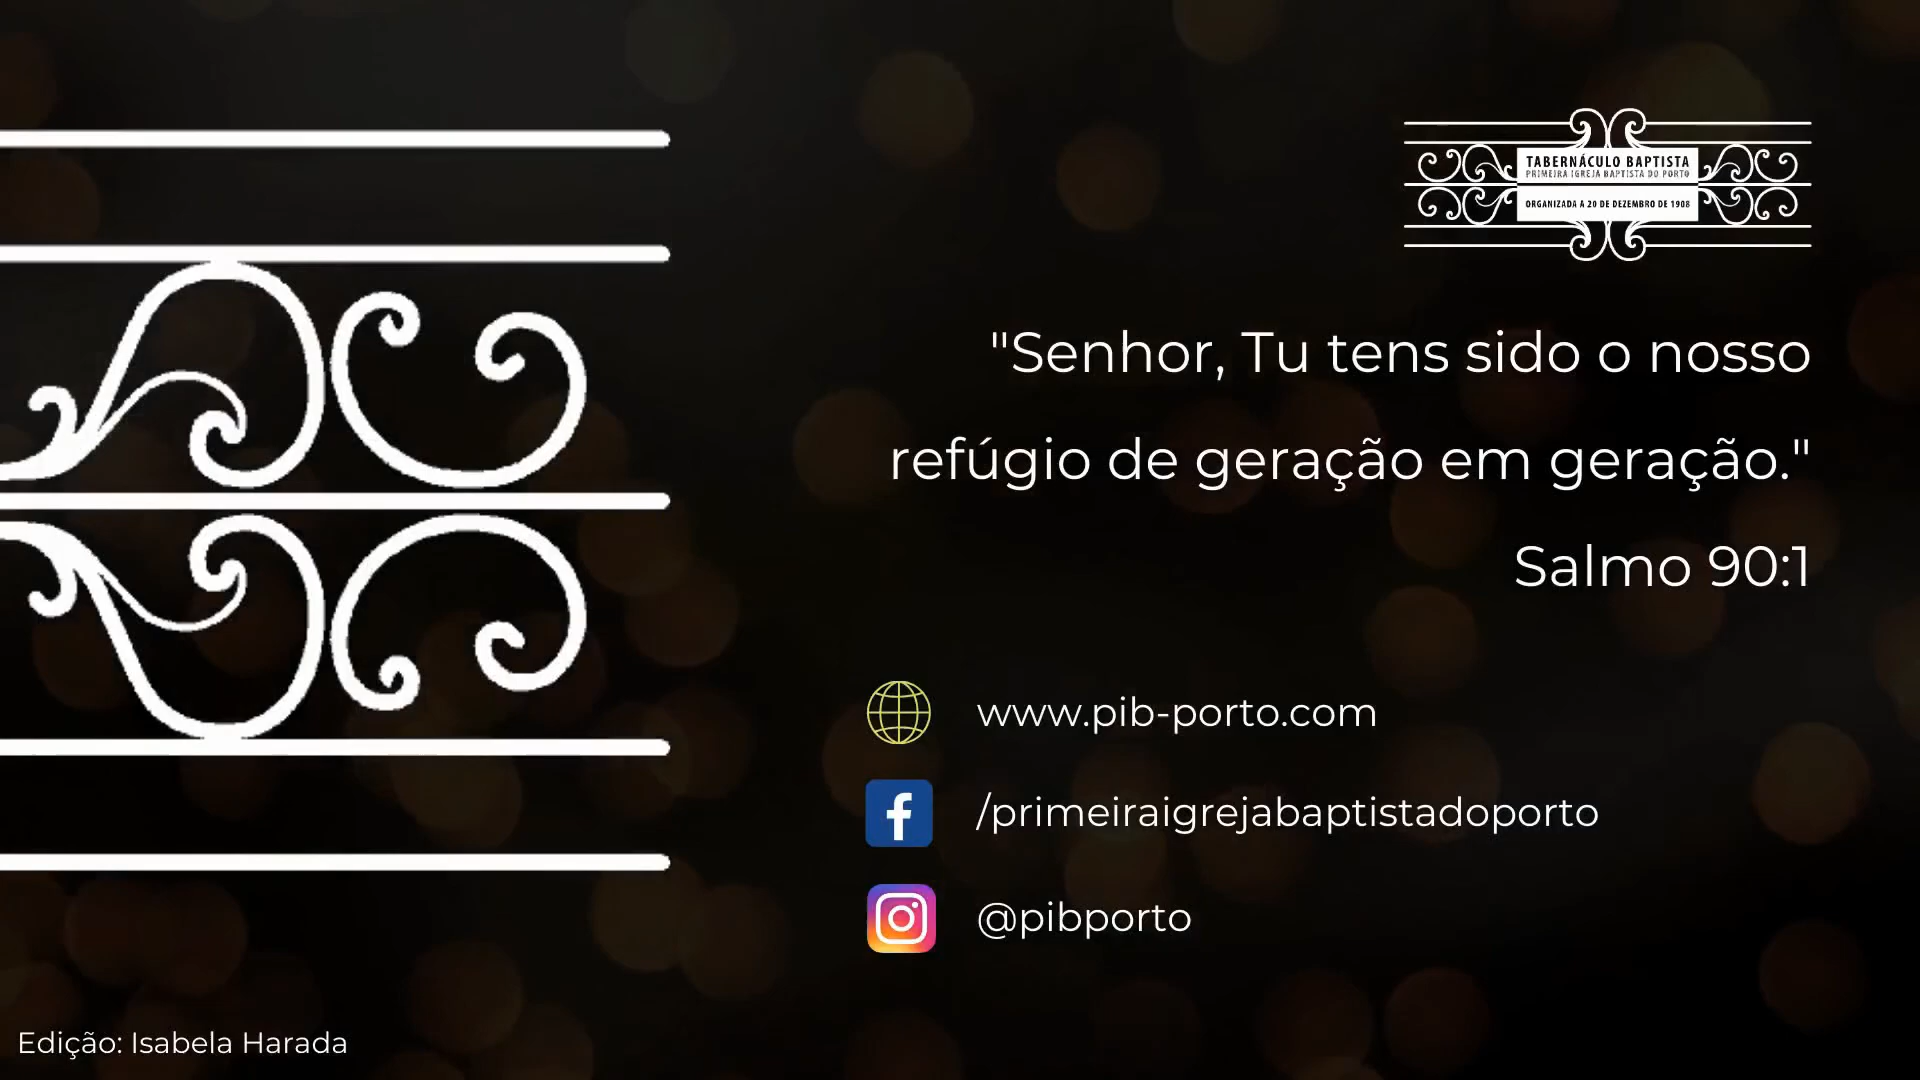 TABERNÁCULO BAPTISTA
PRIMEIRA IGREJA BAPTISTA DO PORTO
ORGANIZADA A 20 DE DEZEMBRO DE 1908
"Senhor, Tu tens sido o nosso
refúgio de geração em geração."
Salmo 90:1
www.pib-porto.com
/primeiraigrejabaptistadoporto
@pibporto
Edição: Isabela Harada